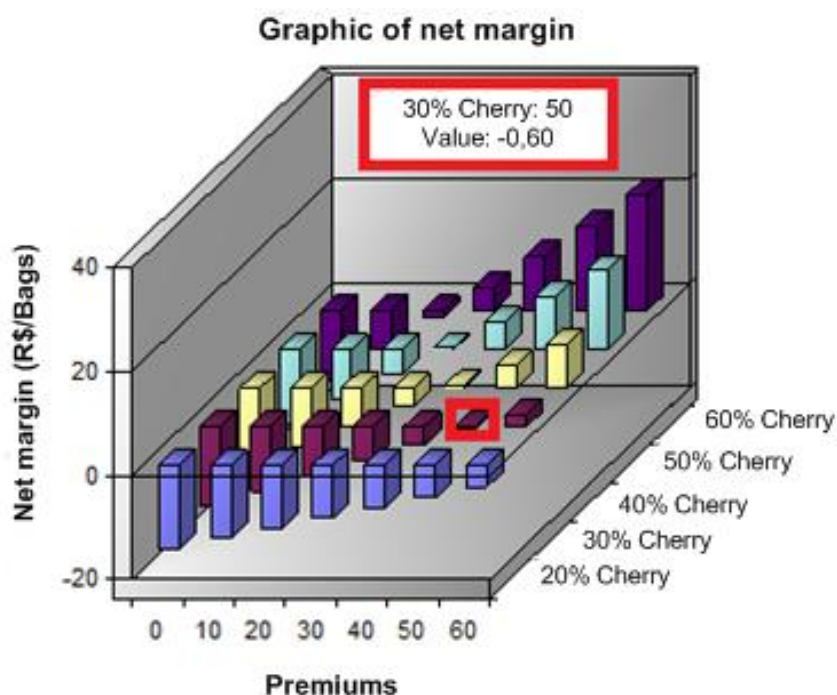 Graphic of net margin
30% Cherry: 50
Value: -0,60
Net margin (R$/Bags)
40
20
0
-20
60% Cherry
50% Cherry
40% Cherry
30% Cherry
20% Cherry
0 10 20 30 40 50 60
Premiums